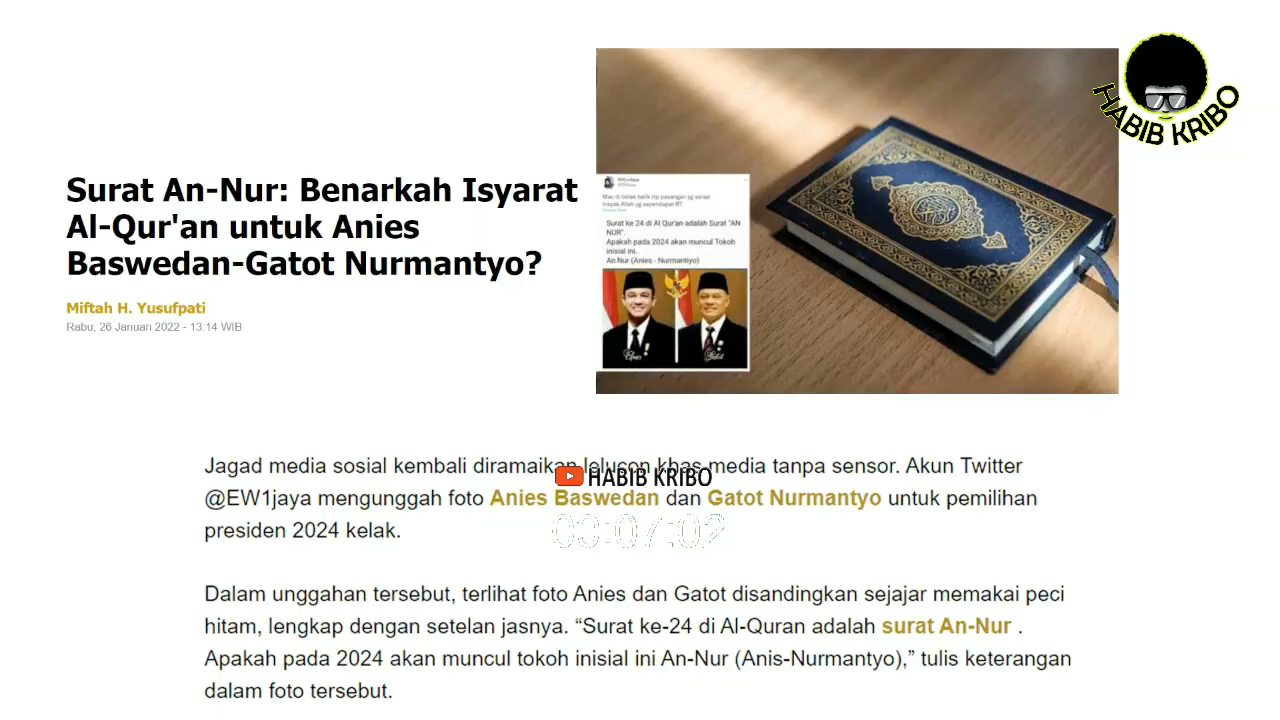 HABIB KRIBO
Surat An-Nur: Benarkah Isyarat
Al-Qur'an untuk Anies
Baswedan-Gatot Nurmantyo?
Miftah H. Yusufpati
Rabu, 26 Januari 2022 - 13:14 WIB
Surat ke 24 di Al Qur'an adalah Surat "AN
NUR".
Apakah pada 2024 akan muncul Tokoh
inisial ini..
An Nur (Anies - Nurmantiyo)
Jagad media sosial kembali diramaikan lelucon khas media tanpa sensor. Akun Twitter
HABIB KRIBO
@EW1jaya mengunggah foto Anies Baswedan dan Gatot Nurmantyo untuk pemilihan
presiden 2024 kelak.
00:07:02
Dalam unggahan tersebut, terlihat foto Anies dan Gatot disandingkan sejajar memakai peci
hitam, lengkap dengan setelan jasnya. “Surat ke-24 di Al-Quran adalah surat An-Nur .
Apakah pada 2024 akan muncul tokoh inisial ini An-Nur (Anis-Nurmantyo),” tulis keterangan
dalam foto tersebut.